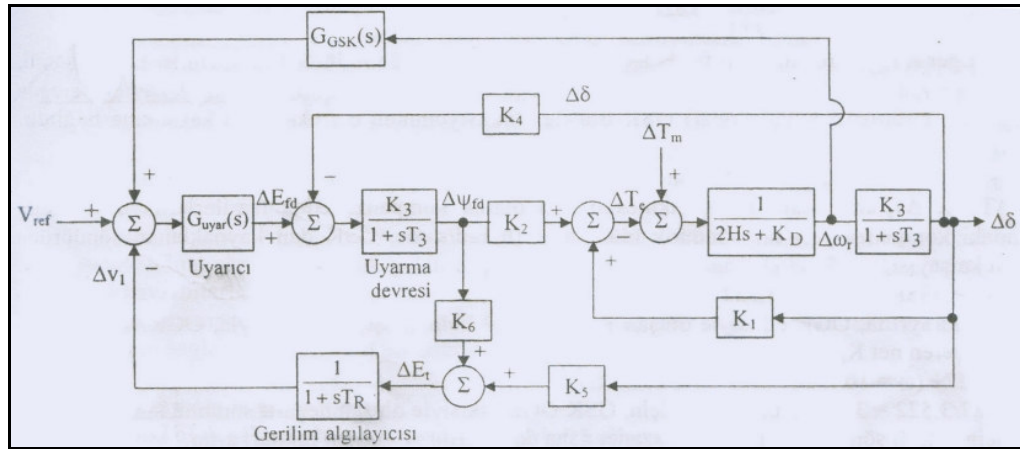 G_GSK(s)
Δδ
K₄
ΔT_m
+
−
+
V_ref
+
Σ
G_uyar(s)
ΔE_fd
+
Σ
K₃
1 + sT₃
Δψ_fd
K₂
+
Σ
ΔT_e
−
Σ
1
2Hs + K_D
Δω_r
K₃
1 + sT₃
Δδ
−
Δv₁
Uyarıcı
Uyarma
devresi
+
K₁
K₆
+
1
1 + sT_R
ΔE_t
Σ
+
K₅
Gerilim algılayıcısı